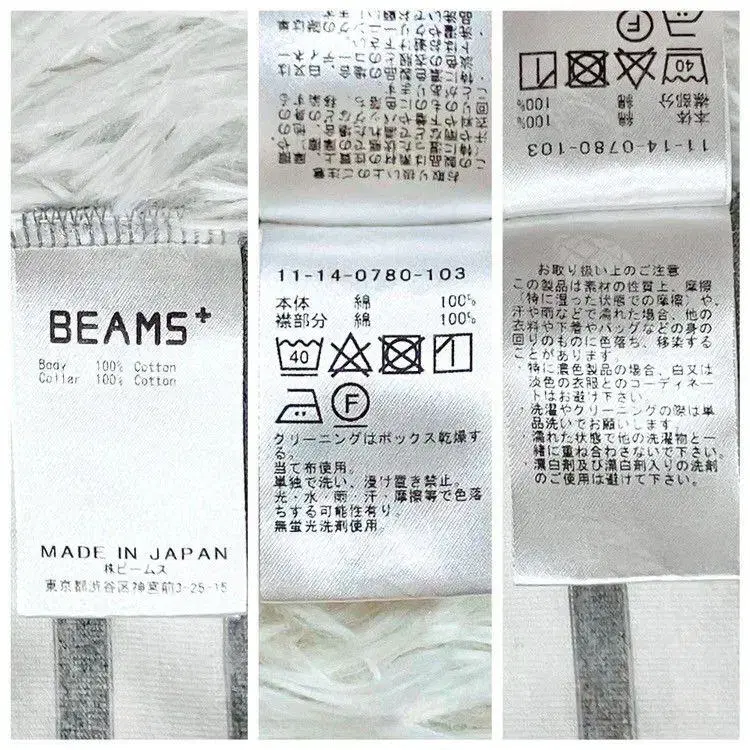 BEAMS+
Body 100% Cotton
Collar 100% Cotton
MADE IN JAPAN
株ビームス
東京都渋谷区神宮前3-25-15
11-14-0780-103
本体 綿 100%
襟部分 綿 100%
40
F
クリーニングはボックス乾燥す
る。
当て布使用。
単独で洗い、浸け置き禁止。
光・水・雨・汗・摩擦等で色落
ちする可能性有り。
無蛍光洗剤使用。
F
40
本体 綿 100%
襟部分 綿 100%
11-14-0780-103
お取り扱い上のご注意
この製品は素材の性質上、摩擦
(特に湿った状態での摩擦)や、
汗や雨などで濡れた場合、他の
衣料や下着やバッグなどの身の
回りのものに色落ち、移染する
ことがあります。
・特に濃色製品の場合、白又は
淡色の衣服とのコーディネー
トはお避け下さい。
・洗濯やクリーニングの際は単
品洗いでお願いします。
・濡れた状態で他の洗濯物と一
緒に重ね合わさないで下さい。
・漂白剤及び漂白剤入りの洗剤
のご使用は避けて下さい。